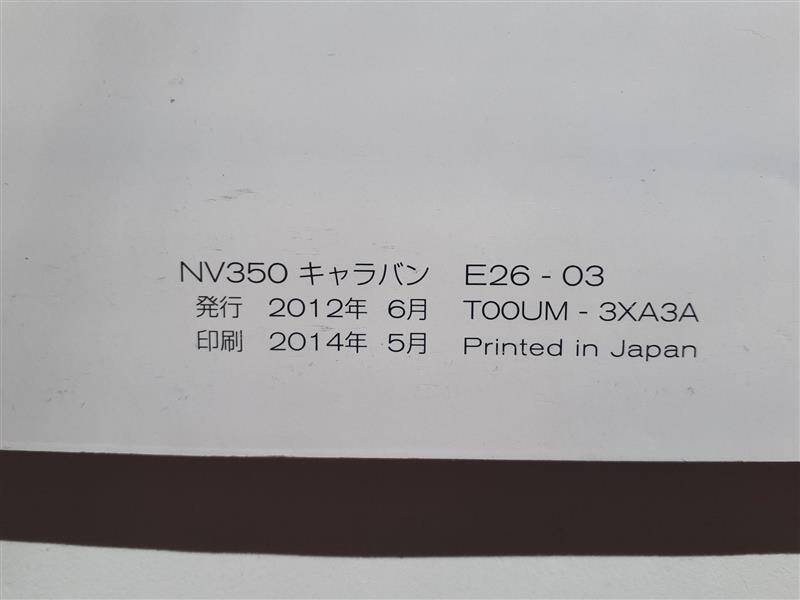 NV350 キャラバン E26 - 03
発行 2012年 6月 T00UM - 3XA3A
印刷 2014年 5月 Printed in Japan